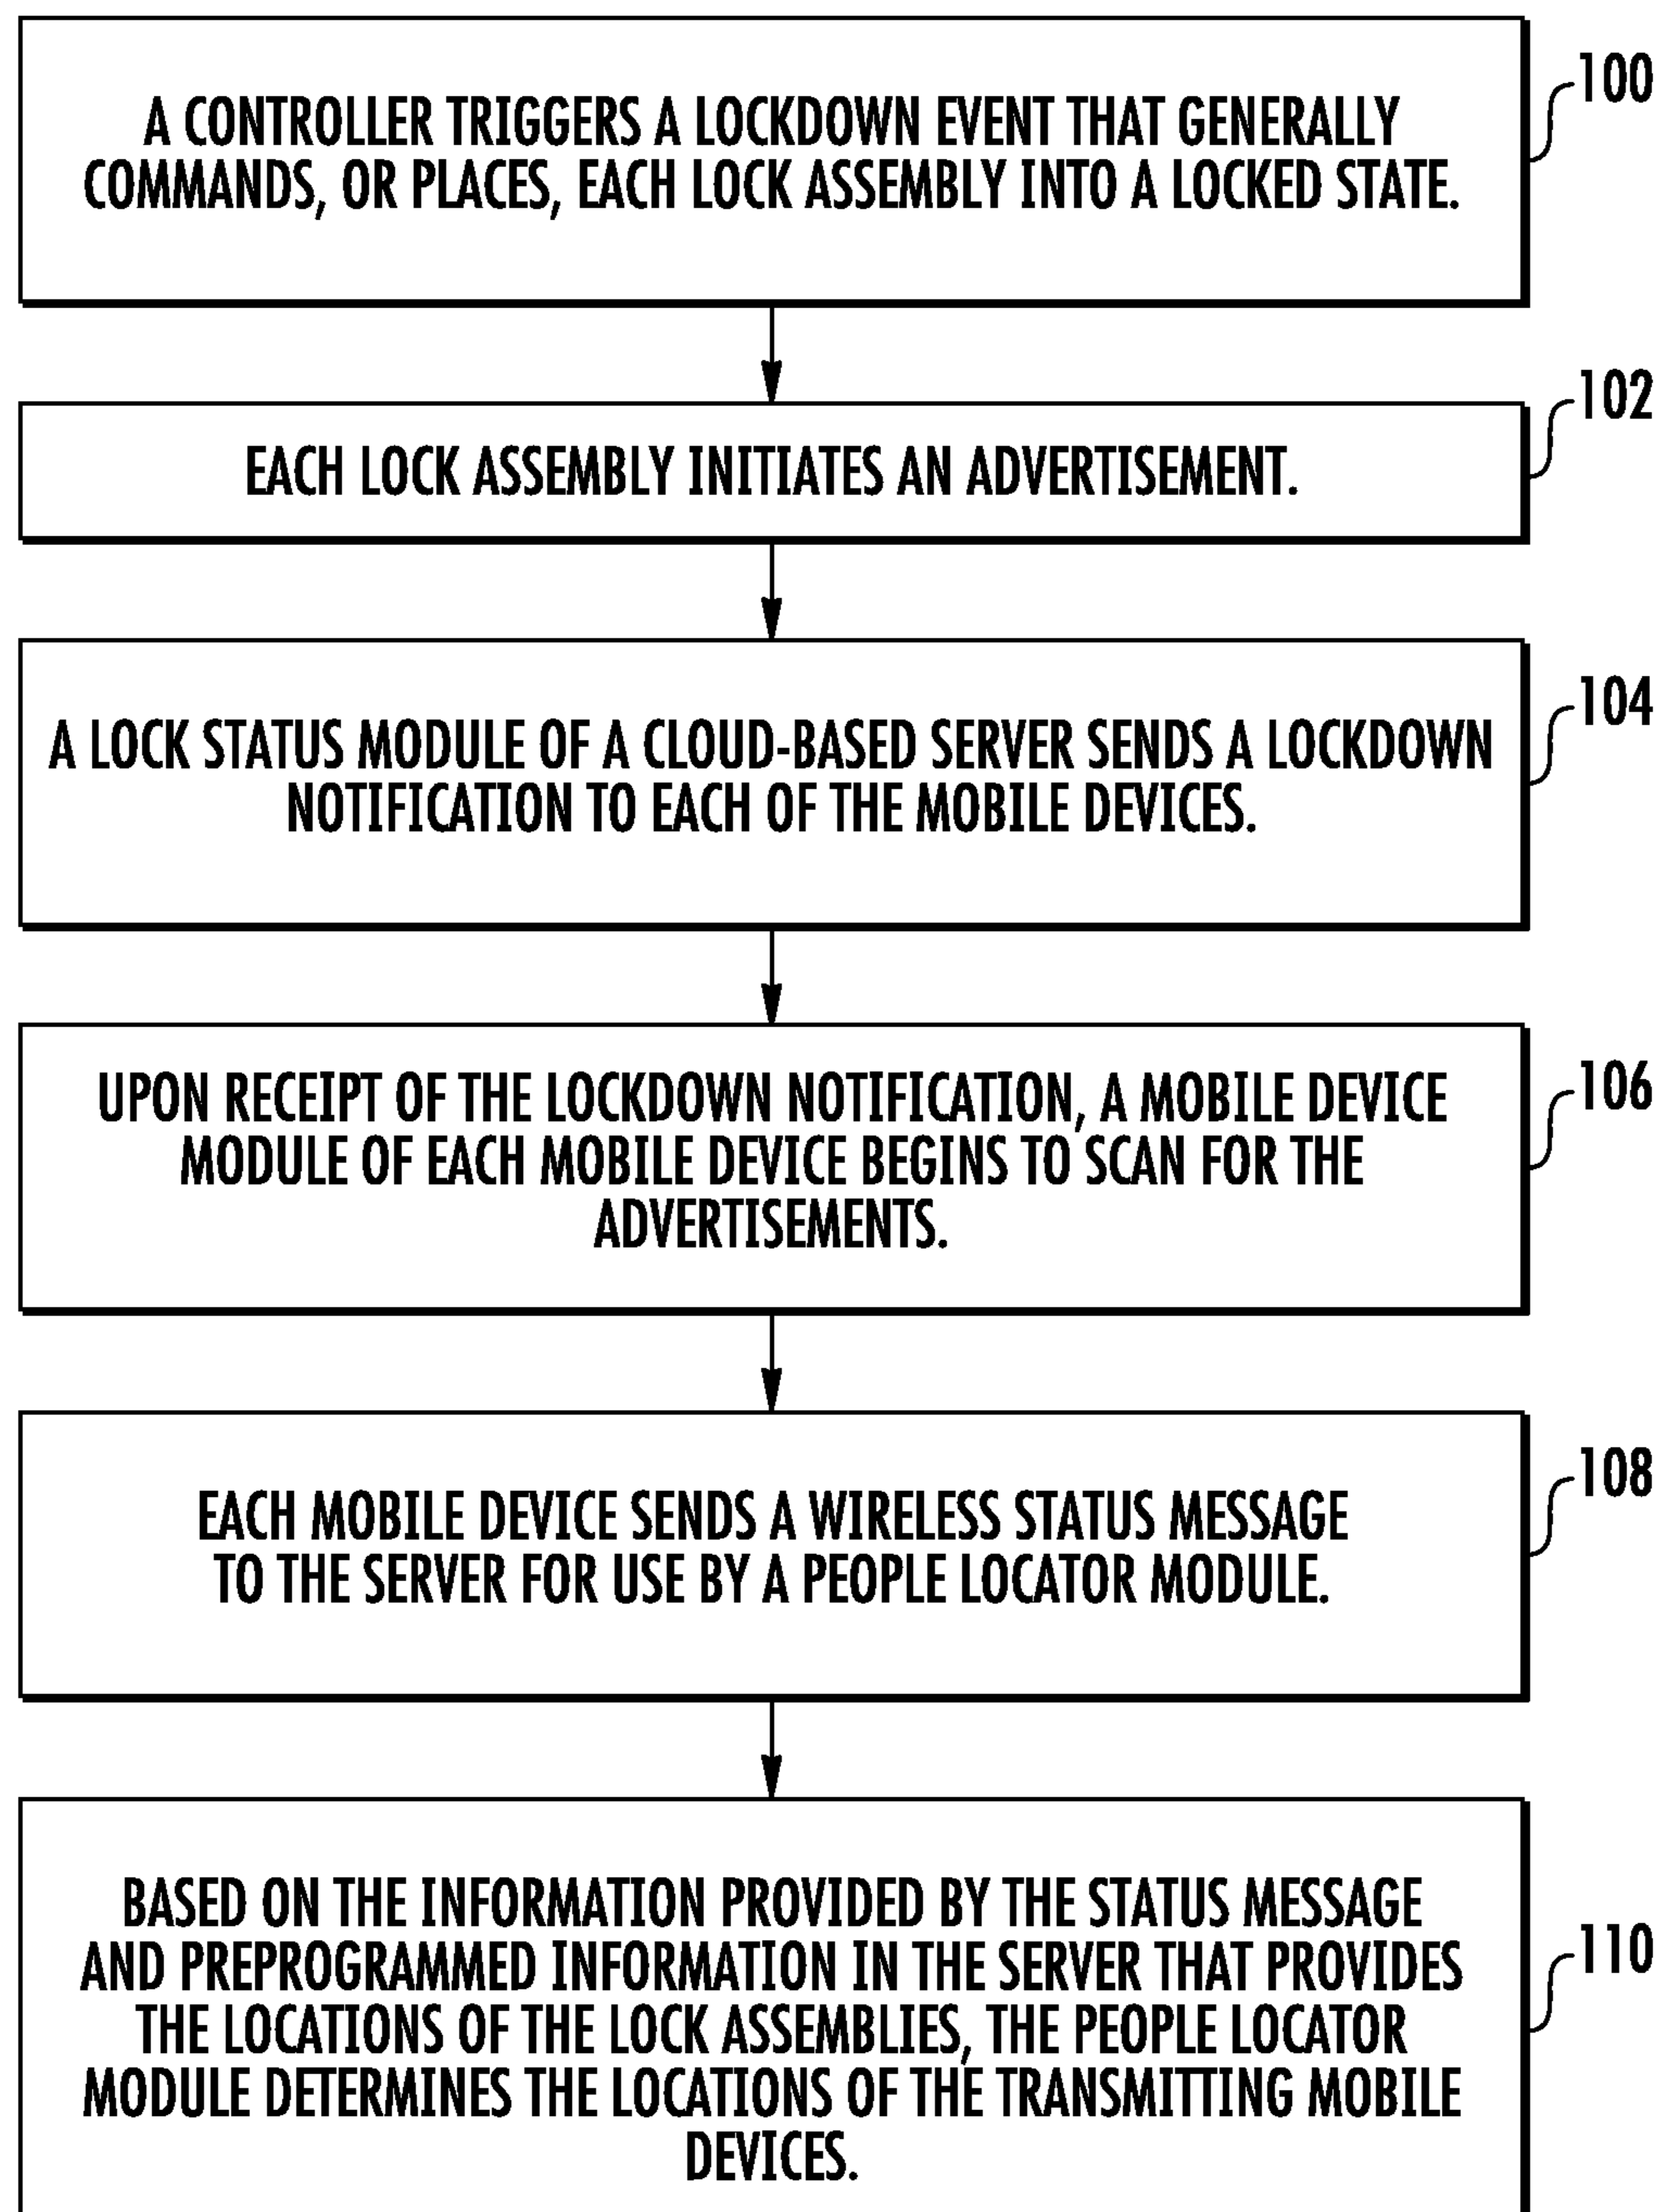 100
A CONTROLLER TRIGGERS A LOCKDOWN EVENT THAT GENERALLY
COMMANDS, OR PLACES, EACH LOCK ASSEMBLY INTO A LOCKED STATE.
102
EACH LOCK ASSEMBLY INITIATES AN ADVERTISEMENT.
104
A LOCK STATUS MODULE OF A CLOUD-BASED SERVER SENDS A LOCKDOWN
NOTIFICATION TO EACH OF THE MOBILE DEVICES.
106
UPON RECEIPT OF THE LOCKDOWN NOTIFICATION, A MOBILE DEVICE
MODULE OF EACH MOBILE DEVICE BEGINS TO SCAN FOR THE
ADVERTISEMENTS.
108
EACH MOBILE DEVICE SENDS A WIRELESS STATUS MESSAGE
TO THE SERVER FOR USE BY A PEOPLE LOCATOR MODULE.
110
BASED ON THE INFORMATION PROVIDED BY THE STATUS MESSAGE
AND PREPROGRAMMED INFORMATION IN THE SERVER THAT PROVIDES
THE LOCATIONS OF THE LOCK ASSEMBLIES, THE PEOPLE LOCATOR
MODULE DETERMINES THE LOCATIONS OF THE TRANSMITTING MOBILE
DEVICES.